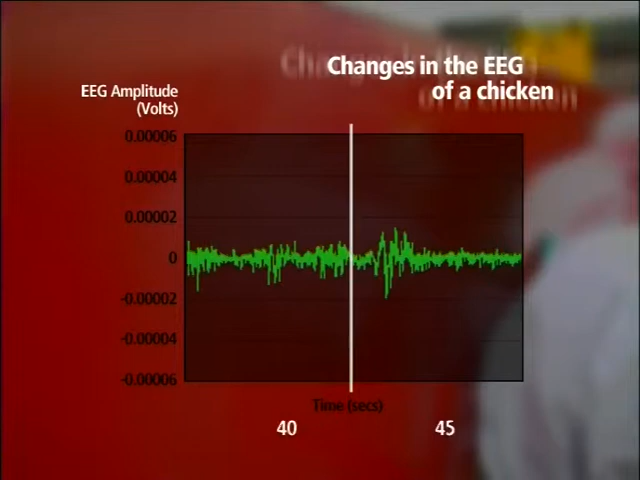 Changes in the EEG
of a chicken
EEG Amplitude
(Volts)
0.00006
0.00004
0.00002
0
-0.00002
-0.00004
-0.00006
Time (secs)
40
45